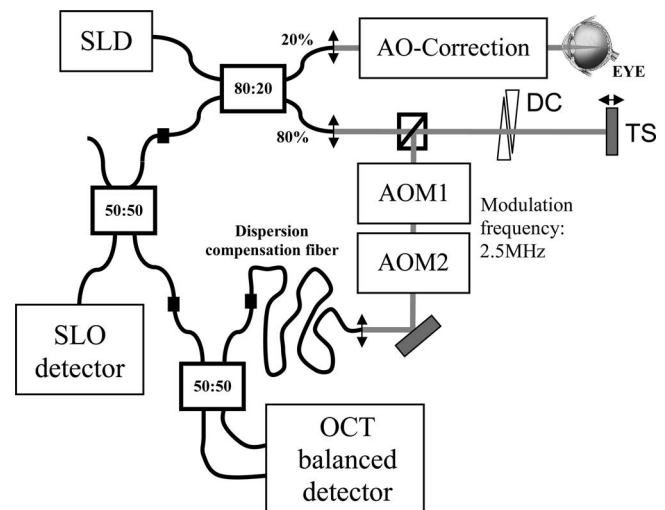 SLD
20%
AO-Correction
EYE
80:20
80%
DC
TS
50:50
AOM1
Modulation
frequency:
2.5MHz
Dispersion
compensation fiber
AOM2
SLO
detector
50:50
OCT
balanced
detector